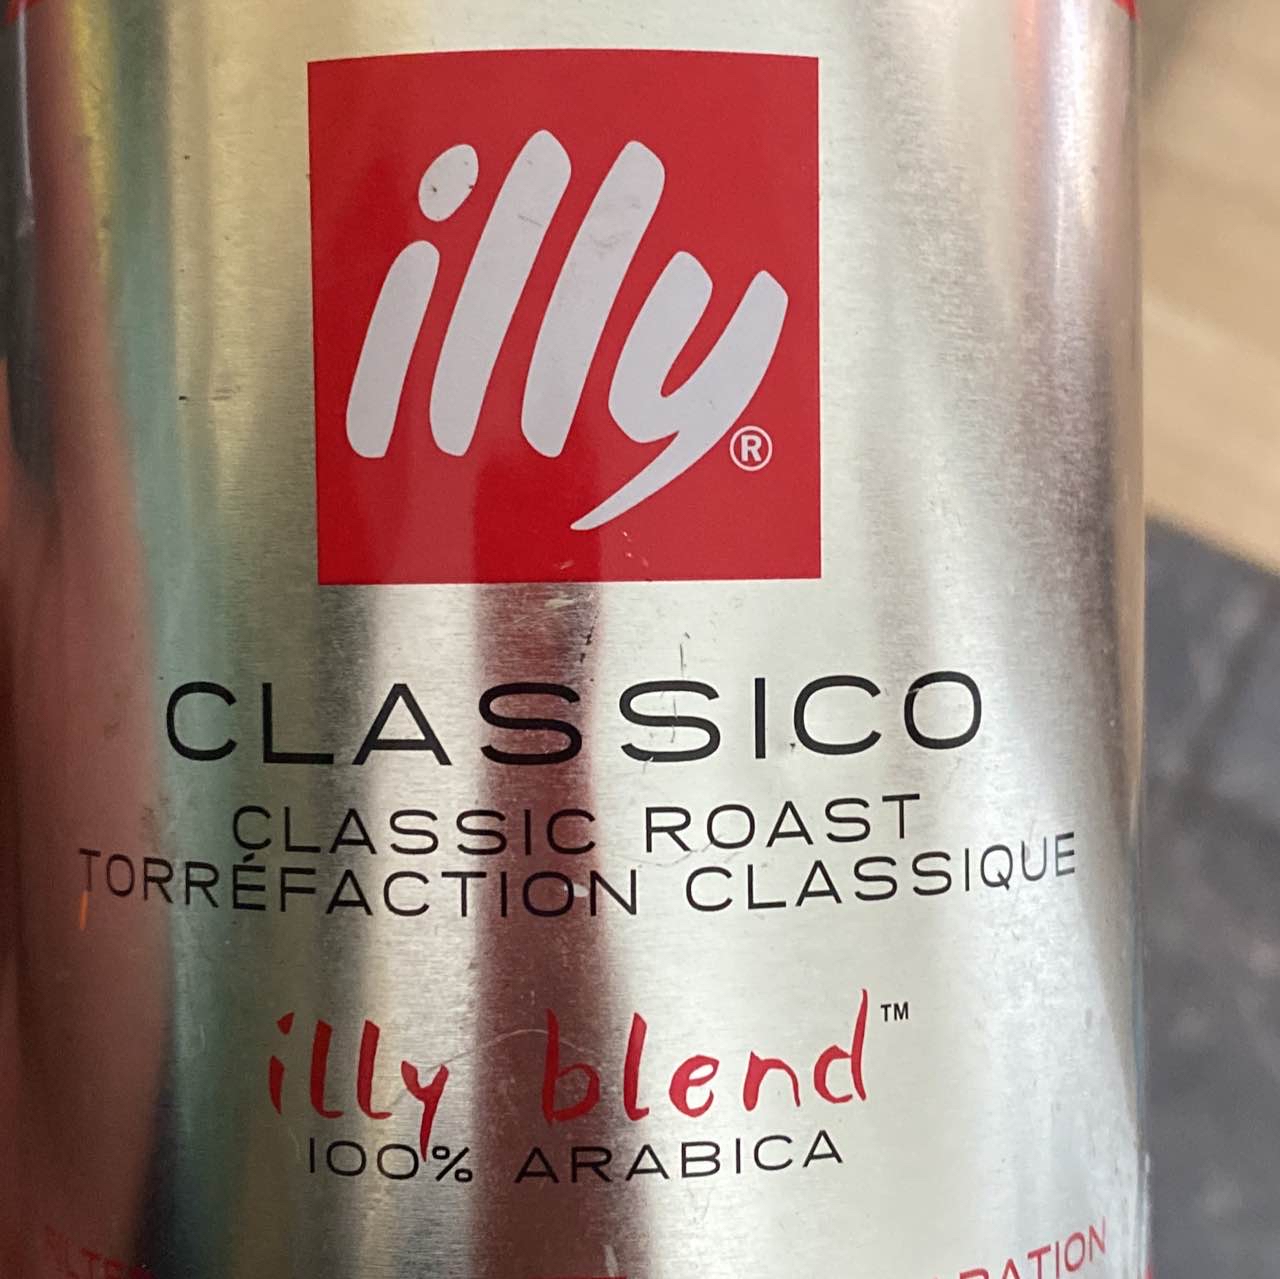 illy®
CLASSICO
CLASSIC ROAST
TORRÉFACTION CLASSIQUE
illy blend™
100% ARABICA